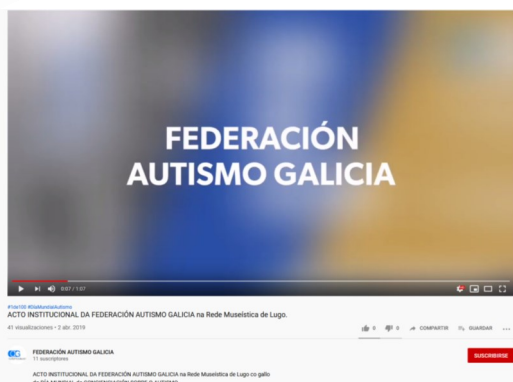 FEDERACIÓN
AUTISMO GALICIA
0:07 / 1:07
ACTO INSTITUCIONAL DA FEDERACIÓN AUTISMO GALICIA na Rede Museística de Lugo.
41 visualizaciones • 2 abr. 2019
0
0
COMPARTIR
GUARDAR
FEDERACIÓN AUTISMO GALICIA
11 suscriptores
SUSCRIBIRSE
ACTO INSTITUCIONAL DA FEDERACIÓN AUTISMO GALICIA na Rede Museística de Lugo co gallo